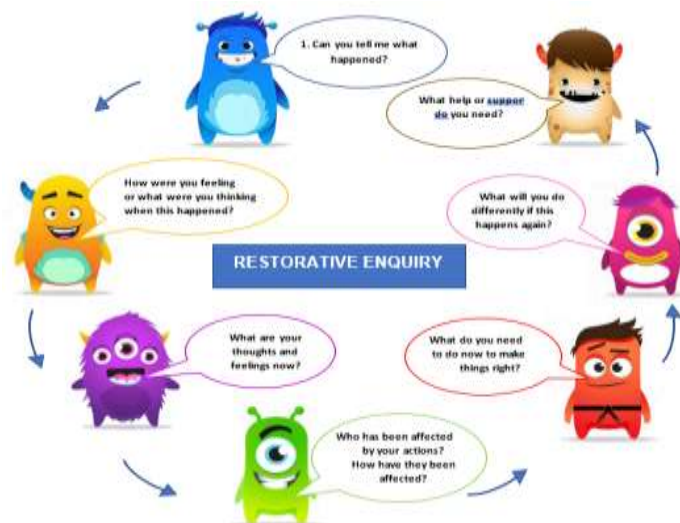 1. Can you tell me what
happened?
How were you feeling
or what were you thinking
when this happened?
What are your
thoughts and
feelings now?
Who has been affected
by your actions?
How have they been
affected?
What do you need
to do now to make
things right?
What will you do
differently if this
happens again?
What help or suppor
do you need?
RESTORATIVE ENQUIRY